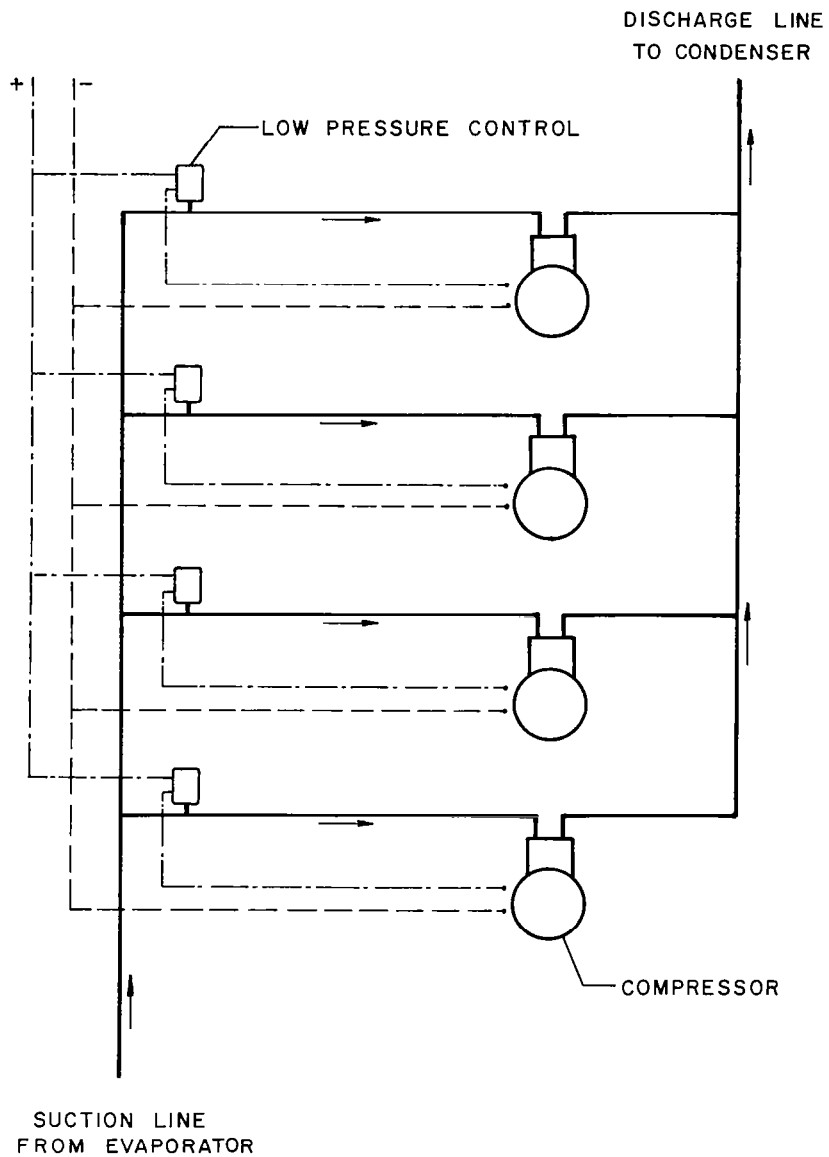 DISCHARGE LINE
TO CONDENSER
+ -
LOW PRESSURE CONTROL
COMPRESSOR
SUCTION LINE
FROM EVAPORATOR